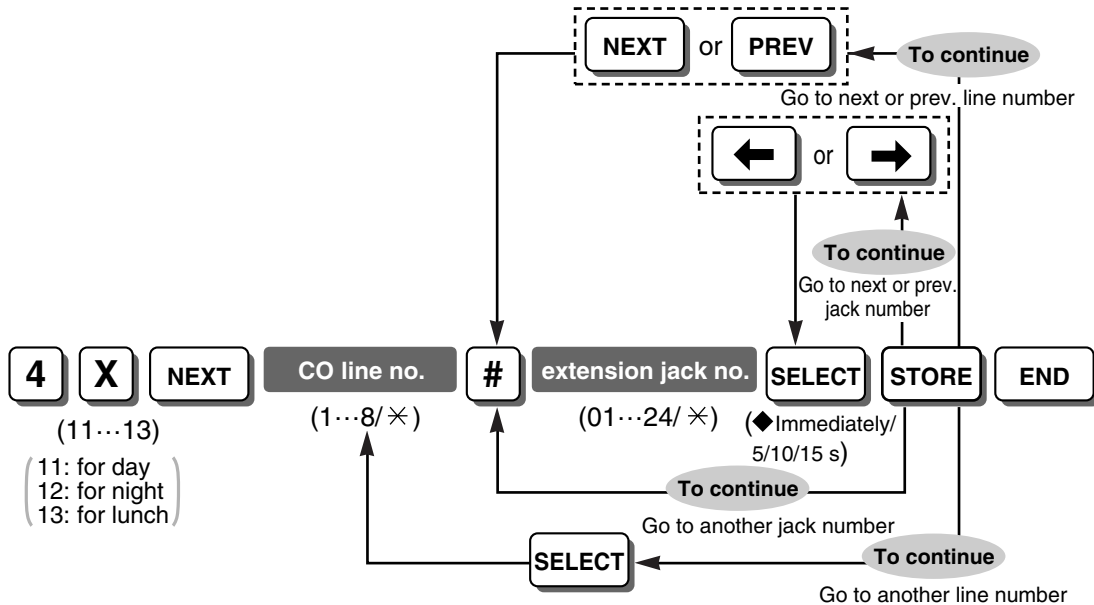 NEXT or PREV
To continue
Go to next or prev. line number
← or →
To continue
Go to next or prev.
jack number
4 X NEXT CO line no. # extension jack no. SELECT STORE END
(11…13)
(1…8/✳)
(01…24/✳)
(◆Immediately/
5/10/15 s)
11: for day
12: for night
13: for lunch
To continue
Go to another jack number
SELECT
To continue
Go to another line number